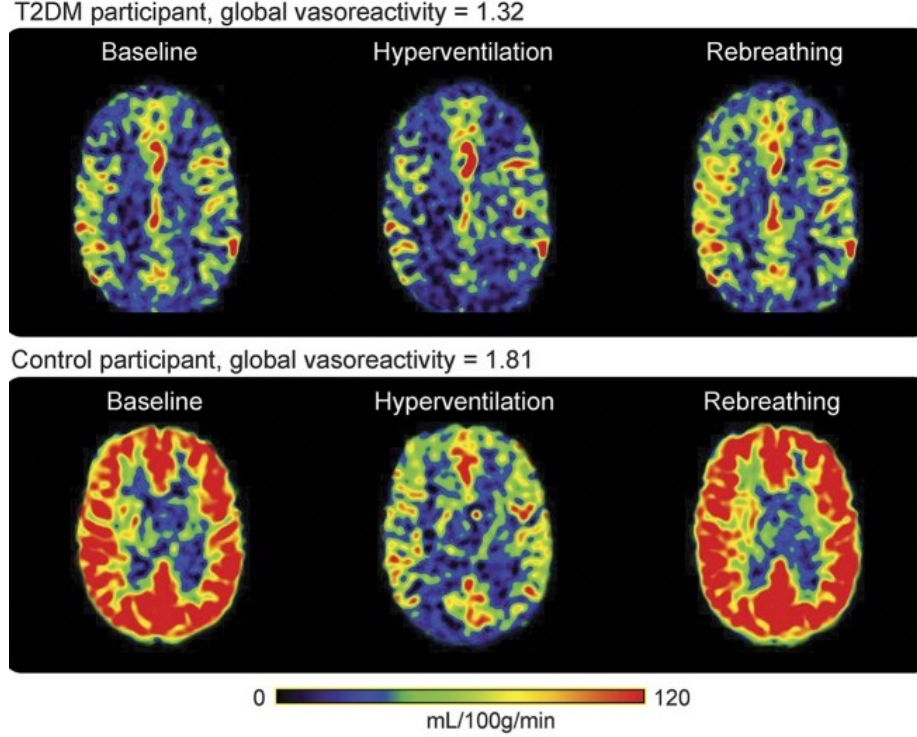 T2DM participant, global vasoreactivity = 1.32
Baseline Hyperventilation Rebreathing
Control participant, global vasoreactivity = 1.81
Baseline Hyperventilation Rebreathing
0 120
mL/100g/min